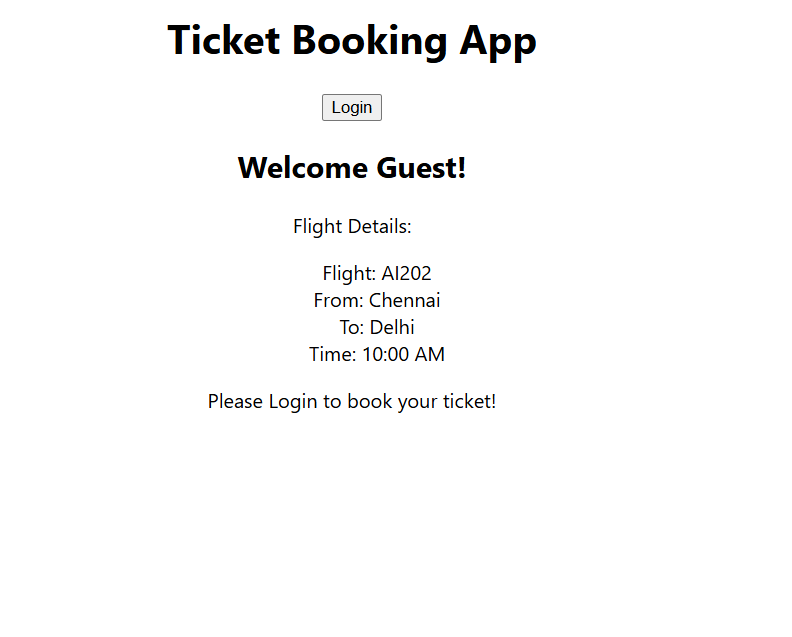 Ticket Booking App
Login
Welcome Guest!
Flight Details:
Flight: AI202
From: Chennai
To: Delhi
Time: 10:00 AM
Please Login to book your ticket!